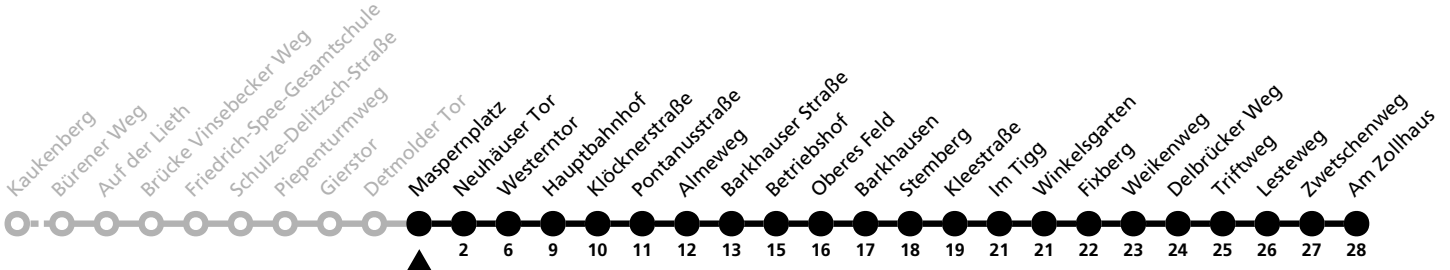 Kaukenberg
Bürener Weg
Auf der Lieth
Brücke Vinsebecker Weg
Friedrich-Spee-Gesamtschule
Schulze-Delitzsch-Straße
Piepenturmweg
Gierstor
Detmolder Tor
Maspernplatz
Neuhäuser Tor
Westerntor
Hauptbahnhof
Klöcknerstraße
Pontanusstraße
Almeweg
Barkhauser Straße
Betriebshof
Oberes Feld
Barkhausen
Stemberg
Kleestraße
Im Tigg
Winkelsgarten
Fixberg
Weikenweg
Delbrücker Weg
Triftweg
Lesteweg
Zwetschenweg
Am Zollhaus
2 6 9 10 11 12 13 15 16 17 18 19 21 21 22 23 24 25 26 27 28